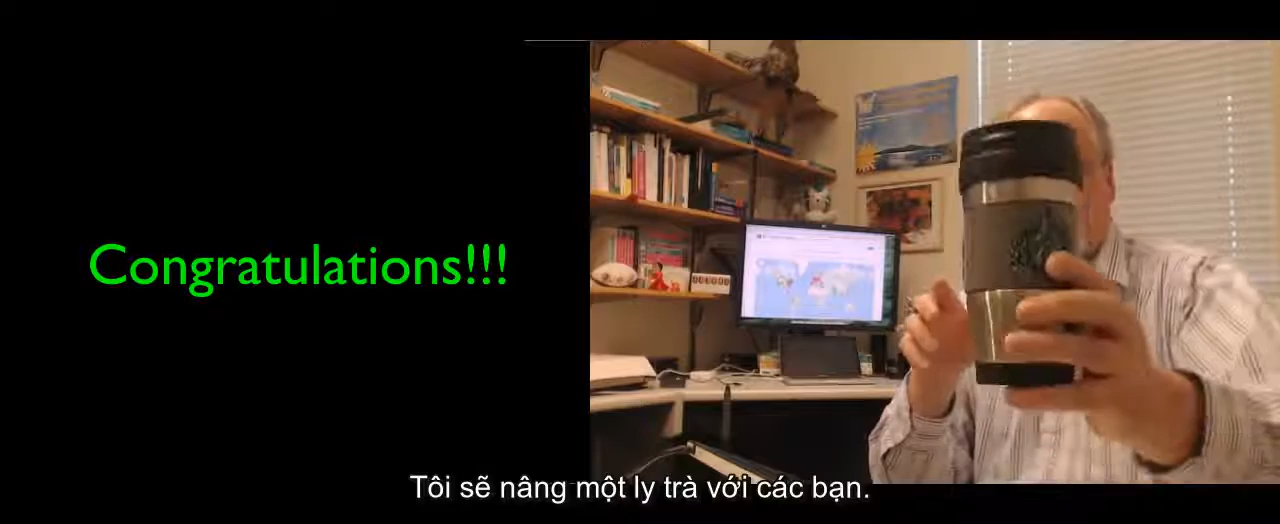 Congratulations!!!
Tôi sẽ nâng một ly trà với các bạn.